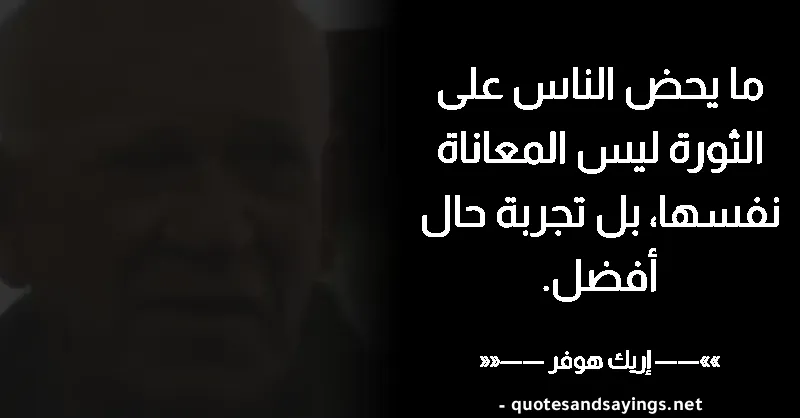 ما يحض الناس على
الثورة ليس المعاناة
نفسها، بل تجربة حال
أفضل.
»»——— إريك هوفر ———««
- quotesandsayings.net